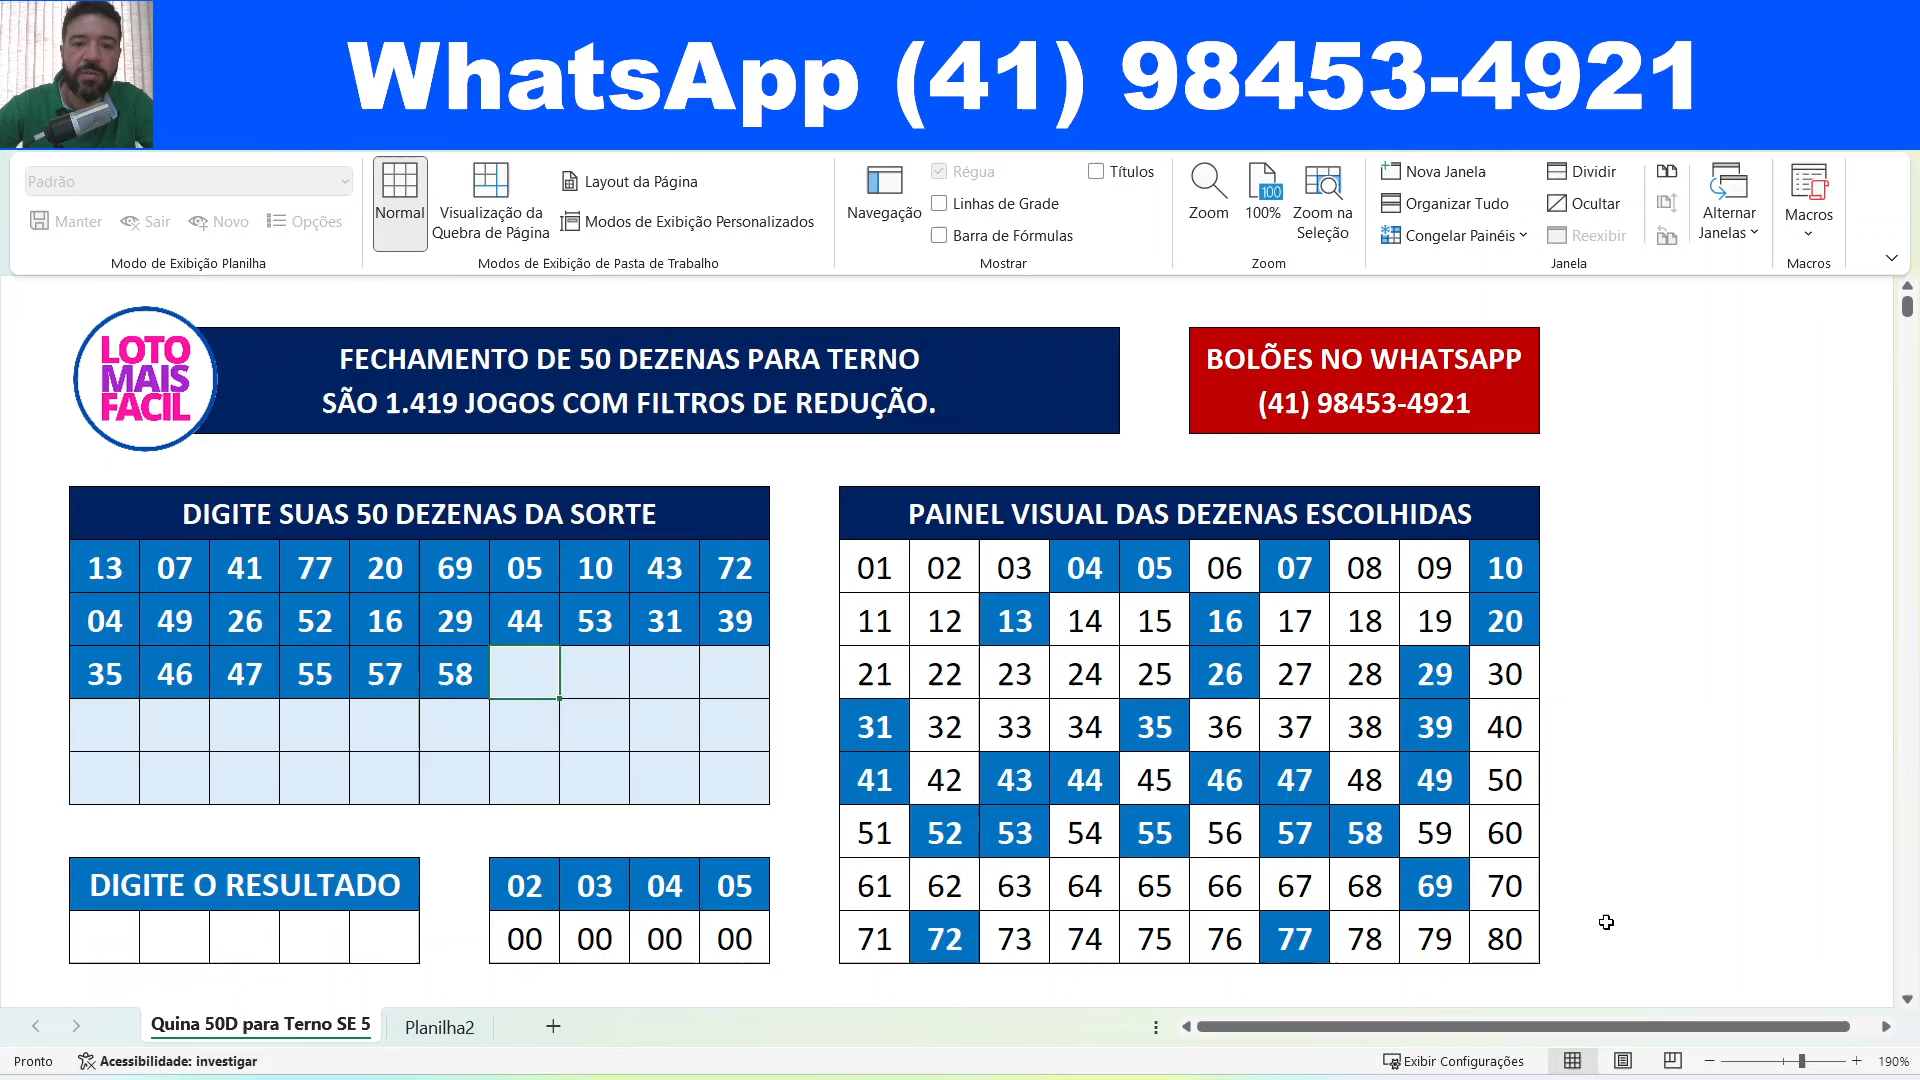 WhatsApp (41) 98453-4921
Padrão
Manter Sair Novo Opções
Modo de Exibição Planilha
Normal
Visualização da
Quebra de Página
Layout da Página
Modos de Exibição Personalizados
Modos de Exibição de Pasta de Trabalho
Navegação
Régua
Títulos
Linhas de Grade
Barra de Fórmulas
Mostrar
Zoom
100
100%
Zoom na
Seleção
Zoom
Nova Janela
Organizar Tudo
Congelar Painéis
Dividir
Ocultar
Reexibir
Alternar
Janelas
Janela
Macros
Macros
LOTO
MAIS
FACIL
FECHAMENTO DE 50 DEZENAS PARA TERNO
SÃO 1.419 JOGOS COM FILTROS DE REDUÇÃO.
BOLÕES NO WHATSAPP
(41) 98453-4921
DIGITE SUAS 50 DEZENAS DA SORTE
13 07 41 77 20 69 05 10 43 72
04 49 26 52 16 29 44 53 31 39
35 46 47 55 57 58
DIGITE O RESULTADO
02 03 04 05
00 00 00 00
PAINEL VISUAL DAS DEZENAS ESCOLHIDAS
01 02 03 04 05 06 07 08 09 10
11 12 13 14 15 16 17 18 19 20
21 22 23 24 25 26 27 28 29 30
31 32 33 34 35 36 37 38 39 40
41 42 43 44 45 46 47 48 49 50
51 52 53 54 55 56 57 58 59 60
61 62 63 64 65 66 67 68 69 70
71 72 73 74 75 76 77 78 79 80
Quina 50D para Terno SE 5
Planilha2
Pronto
Acessibilidade: investigar
Exibir Configurações
190%